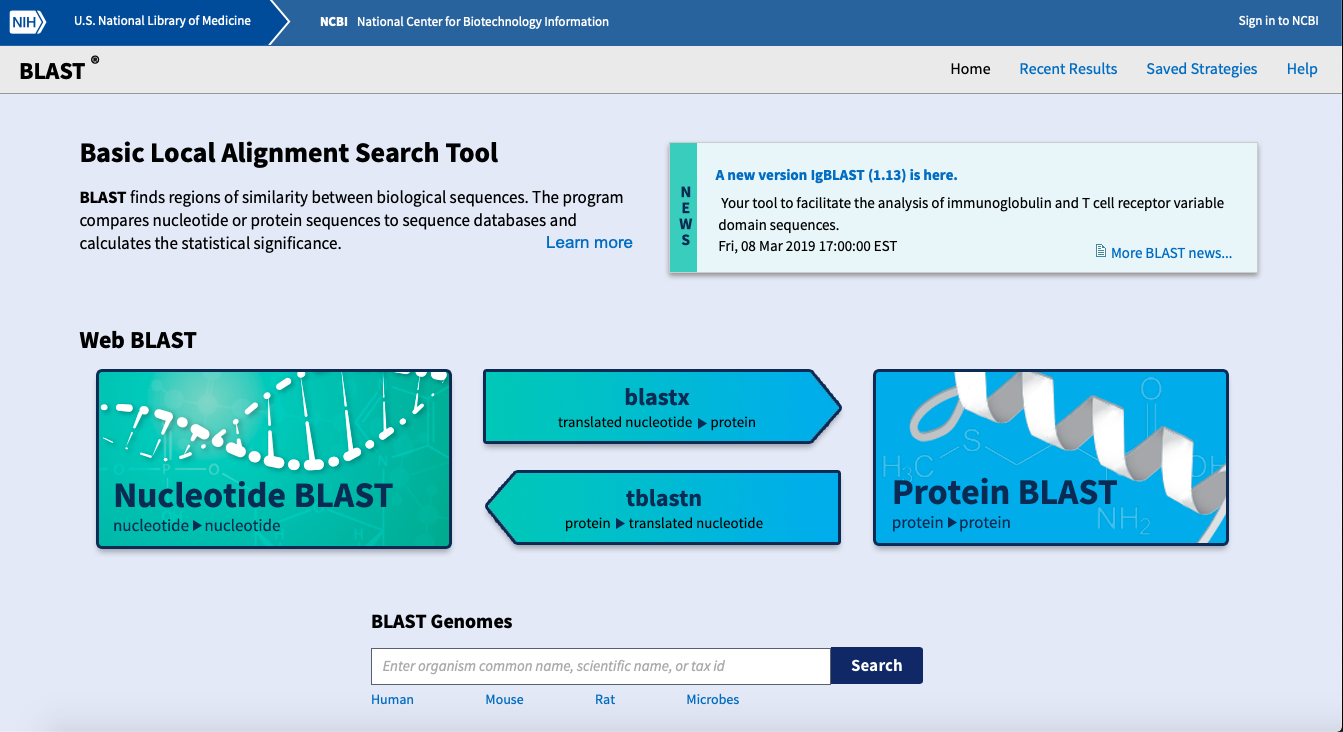 NIH U.S. National Library of Medicine NCBI National Center for Biotechnology Information Sign in to NCBI
BLAST ® Home Recent Results Saved Strategies Help
Basic Local Alignment Search Tool
BLAST finds regions of similarity between biological sequences. The program
compares nucleotide or protein sequences to sequence databases and
calculates the statistical significance. Learn more
NEWS
A new version IgBLAST (1.13) is here.
Your tool to facilitate the analysis of immunoglobulin and T cell receptor variable
domain sequences.
Fri, 08 Mar 2019 17:00:00 EST
More BLAST news...
Web BLAST
O P O N H
Nucleotide BLAST
nucleotide ▶ nucleotide
blastx
translated nucleotide ▶ protein
tblastn
protein ▶ translated nucleotide
O
S
H₃C OH
Protein BLAST
NH₂
protein ▶ protein
BLAST Genomes
Enter organism common name, scientific name, or tax id Search
Human Mouse Rat Microbes